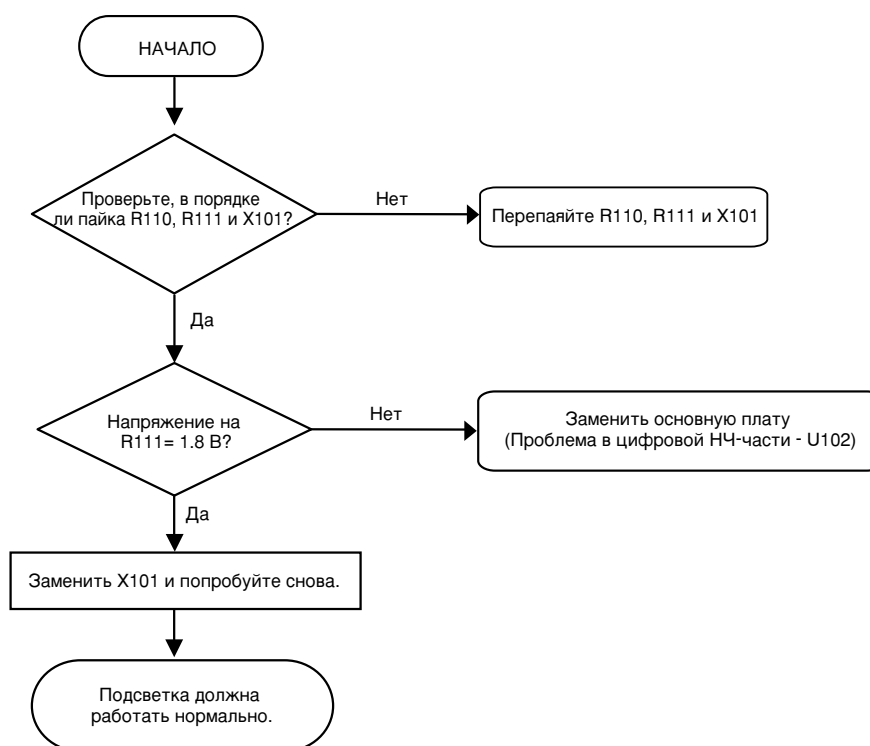 НАЧАЛО
Проверьте, в порядке
ли пайка R110, R111 и X101?
Нет
Перепаяйте R110, R111 и X101
Да
Напряжение на
R111= 1.8 В?
Нет
Заменить основную плату
(Проблема в цифровой НЧ-части - U102)
Да
Заменить X101 и попробуйте снова.
Подсветка должна
работать нормально.